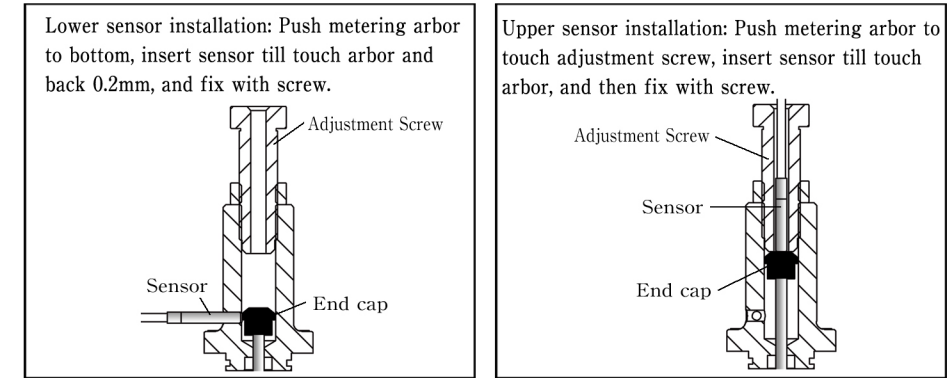 Lower sensor installation: Push metering arbor
to bottom, insert sensor till touch arbor and
back 0.2mm, and fix with screw.
Adjustment Screw
Sensor
End cap
Upper sensor installation: Push metering arbor to
touch adjustment screw, insert sensor till touch
arbor, and then fix with screw.
Adjustment Screw
Sensor
End cap